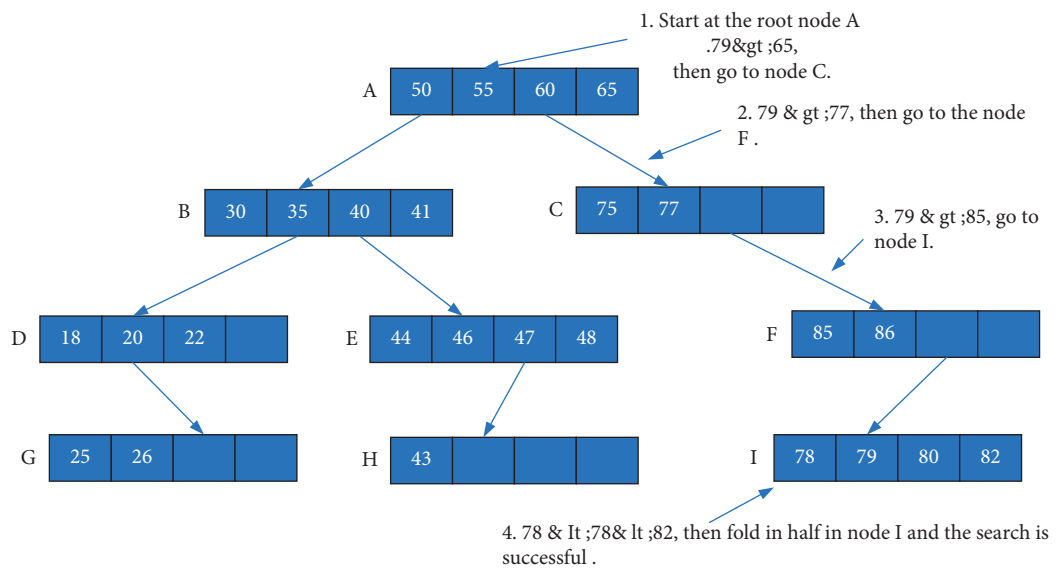 1. Start at the root node A
.79&gt ;65,
then go to node C.
A 50 55 60 65
2. 79 & gt ;77, then go to the node
F .
B 30 35 40 41
C 75 77
3. 79 & gt ;85, go to
node I.
D 18 20 22
E 44 46 47 48
F 85 86
G 25 26
H 43
I 78 79 80 82
4. 78 & It ;78& lt ;82, then fold in half in node I and the search is
successful .